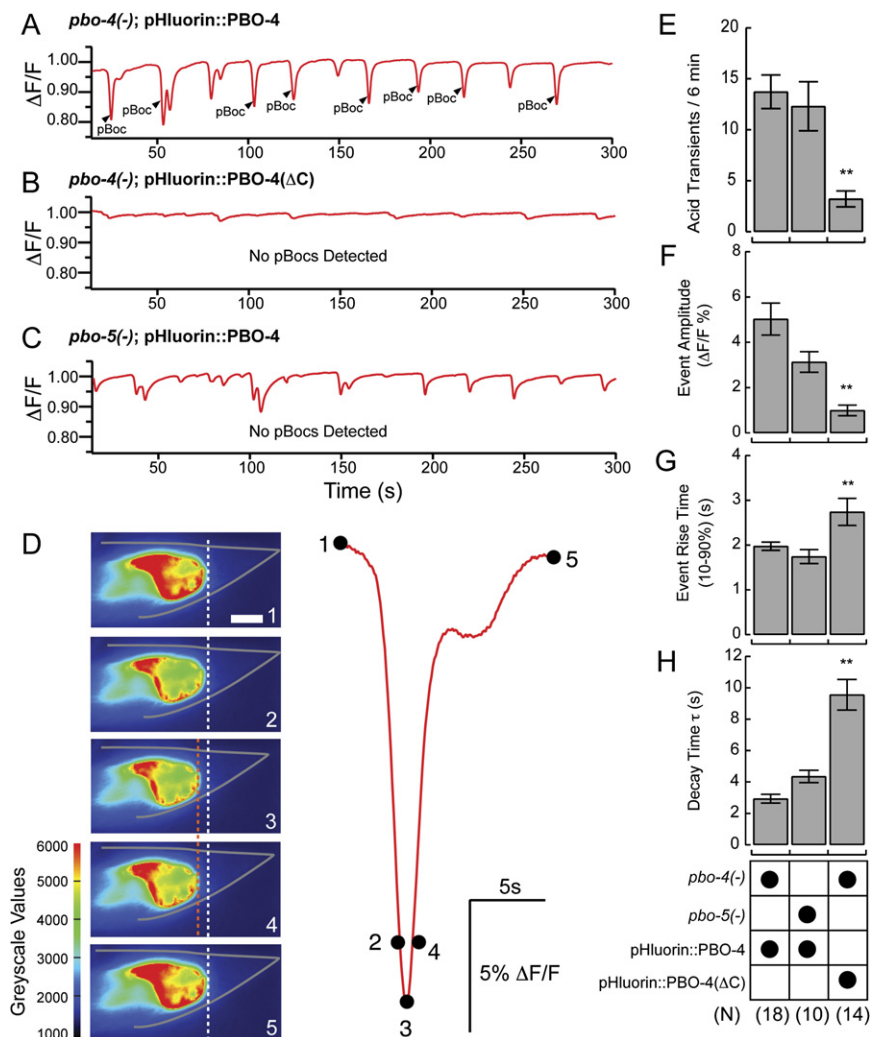 A pbo-4(-); pHluorin::PBO-4
ΔF/F
1.00
0.90
0.80
pBoc
pBoc
pBoc
pBoc
pBoc
pBoc
pBoc
pBoc
50 100 150 200 250 300
B pbo-4(-); pHluorin::PBO-4(ΔC)
ΔF/F
1.00
0.90
0.80
No pBocs Detected
50 100 150 200 250 300
C pbo-5(-); pHluorin::PBO-4
ΔF/F
1.00
0.90
0.80
No pBocs Detected
50 100 150 200 250 300
Time (s)
D
1
2
3
4
5
Greyscale Values
6000
5000
4000
3000
2000
1000
1
5
2
4
3
5s
5% ΔF/F
E
Acid Transients / 6 min
20
15
10
5
0
**
F
Event Amplitude
(ΔF/F %)
8
6
4
2
0
**
G
Event Rise Time
(10-90%) (s)
4
3
2
1
0
**
H
Decay Time τ (s)
12
10
8
6
4
2
0
**
pbo-4(-)
pbo-5(-)
pHluorin::PBO-4
pHluorin::PBO-4(ΔC)
(N) (18) (10) (14)